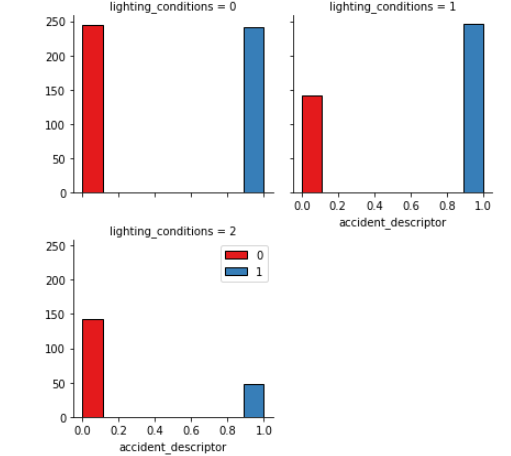 lighting_conditions = 0
250
200
150
100
50
0
lighting_conditions = 1
0.0 0.2 0.4 0.6 0.8 1.0
accident_descriptor
lighting_conditions = 2
250
200
150
100
50
0
0
1
0.0 0.2 0.4 0.6 0.8 1.0
accident_descriptor